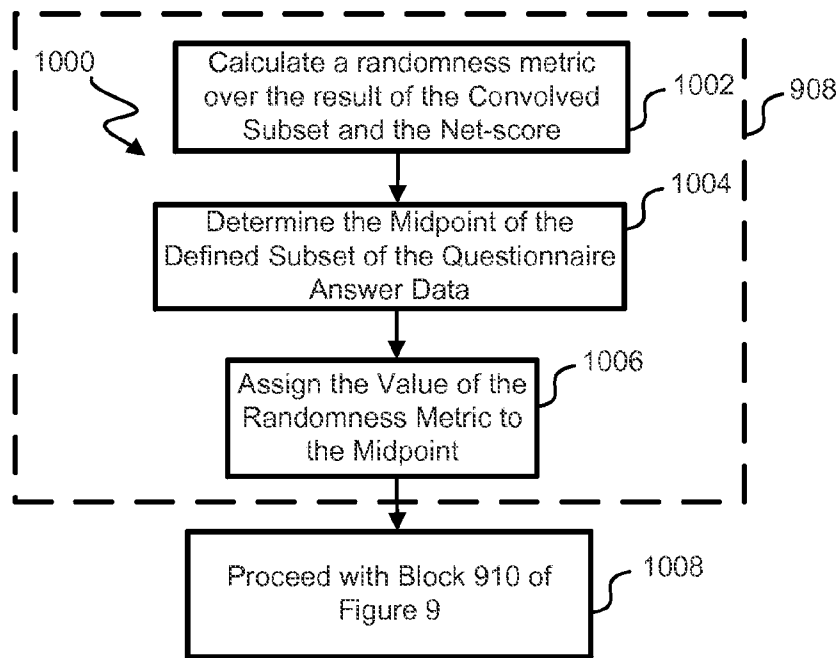 1000
Calculate a randomness metric
over the result of the Convolved
Subset and the Net-score
1002
908
1004
Determine the Midpoint of the
Defined Subset of the Questionnaire
Answer Data
1006
Assign the Value of the
Randomness Metric to
the Midpoint
Proceed with Block 910 of
Figure 9
1008